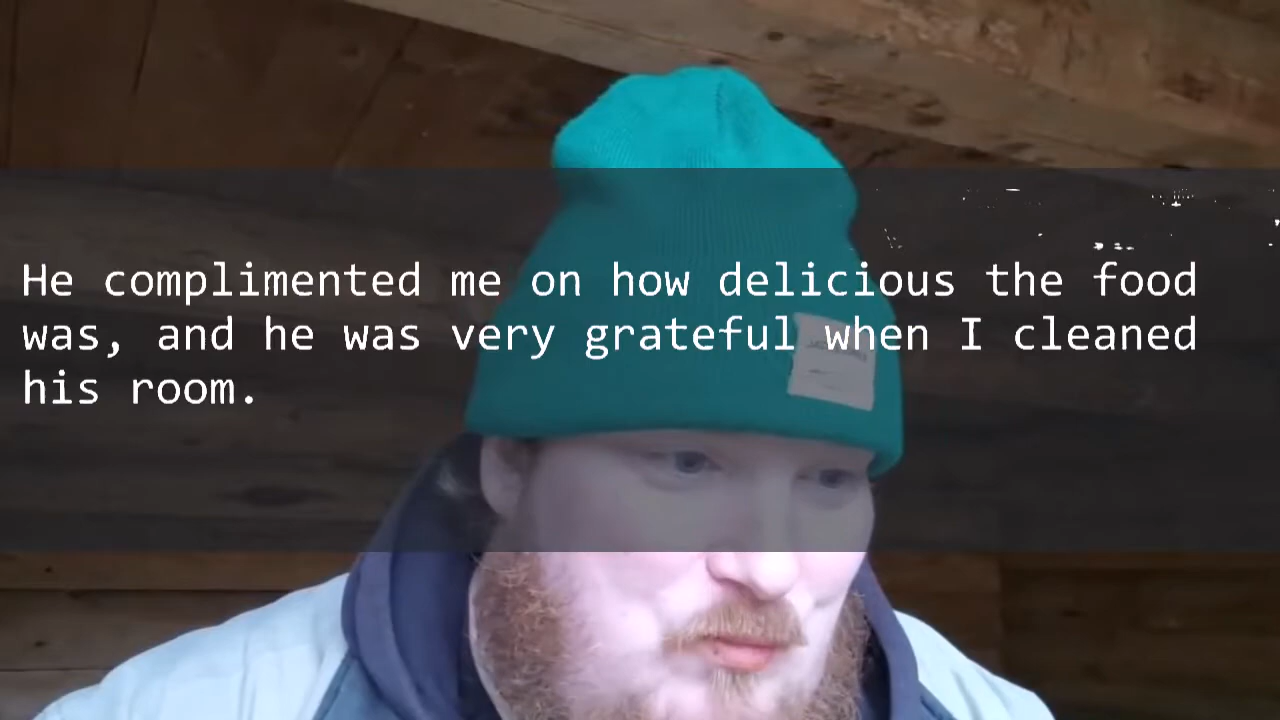 He complimented me on how delicious the food
was, and he was very grateful when I cleaned
his room.